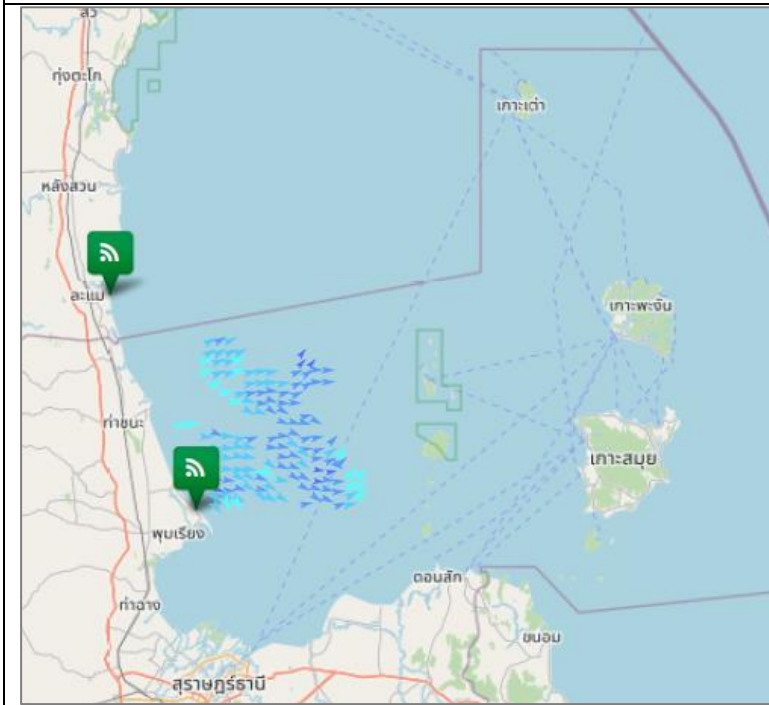 สวี
ทุ่งตะโก
เกาะเต่า
หลังสวน
ละแม่
เกาะพะงัน
ท่าชนะ
เกาะสมุย
พุมเรียง
ดอนสัก
ท่าฉาง
ขนอม
สุราษฎร์ธานี